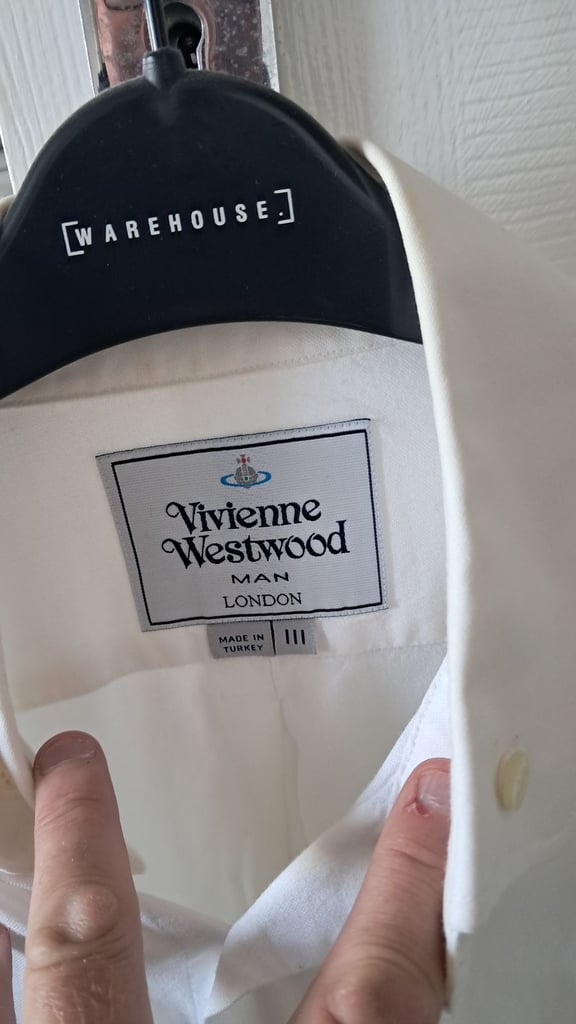 [WAREHOUSE.]
Vivienne
Westwood
MAN
LONDON
MADE IN
TURKEY
III